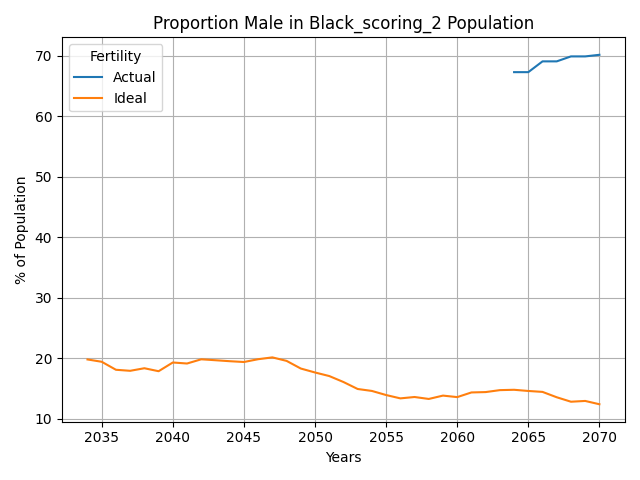 Proportion Male in Black_scoring_2 Population
Fertility
Actual
Ideal
% of Population
70
60
50
40
30
20
10
2035 2040 2045 2050 2055 2060 2065 2070
Years